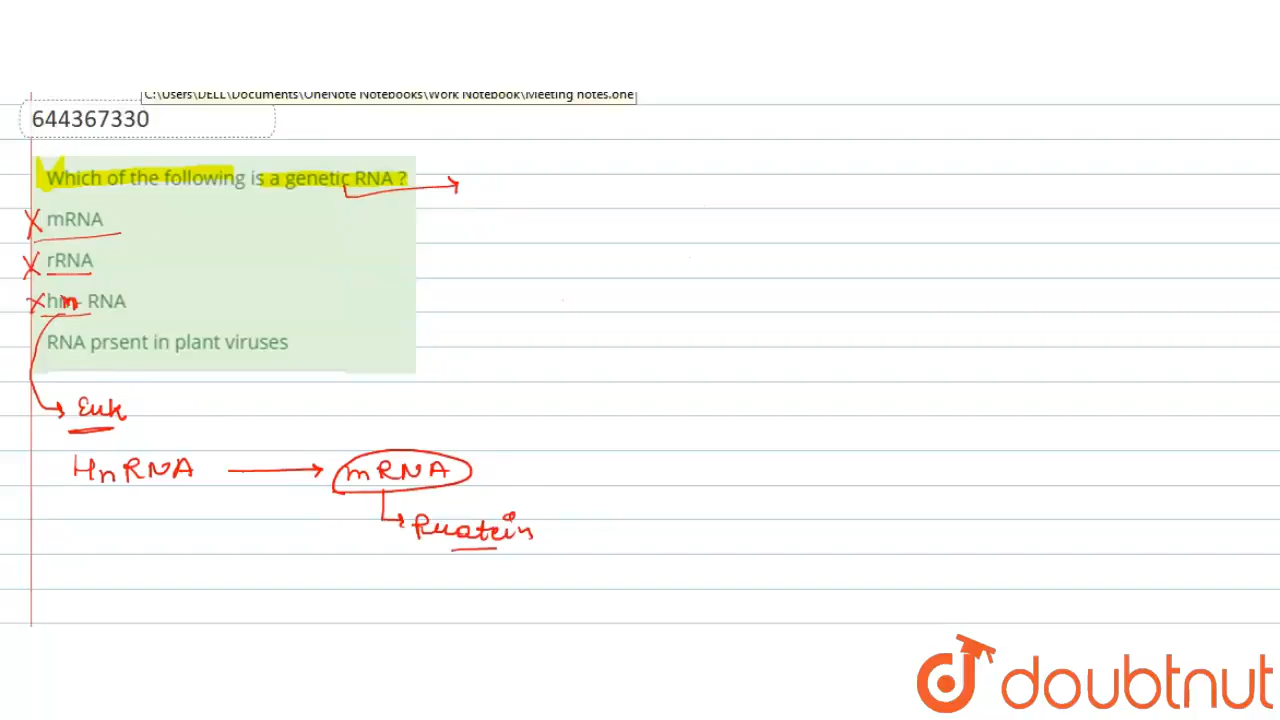 C:\Users\DELL\Documents\OneNote Notebooks\Work Notebook\Meeting notes.one
644367330
Which of the following is a genetic RNA ?
mRNA
rRNA
hn- RNA
RNA prsent in plant viruses
Euk
HnRNA → mRNA
Protein
doubtnut